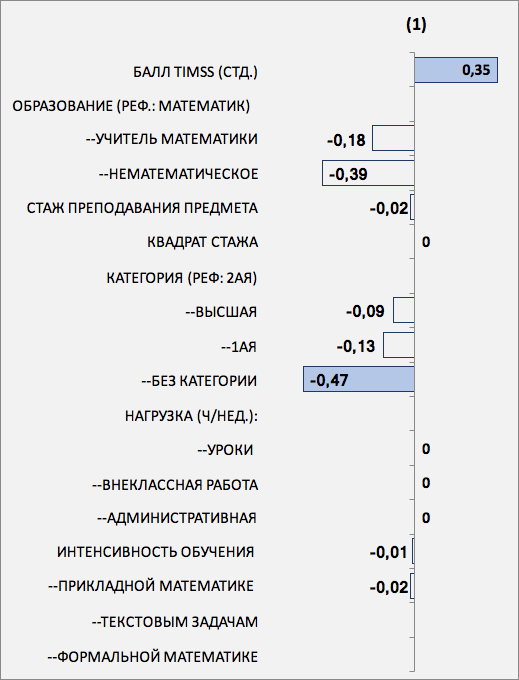 (1)
БАЛЛ TIMSS (СТД.) 0,35
ОБРАЗОВАНИЕ (РЕФ.: МАТЕМАТИК)
--УЧИТЕЛЬ МАТЕМАТИКИ -0,18
--НЕМАТЕМАТИЧЕСКОЕ -0,39
СТАЖ ПРЕПОДАВАНИЯ ПРЕДМЕТА -0,02
КВАДРАТ СТАЖА 0
КАТЕГОРИЯ (РЕФ: 2АЯ)
--ВЫСШАЯ -0,09
--1АЯ -0,13
--БЕЗ КАТЕГОРИИ -0,47
НАГРУЗКА (Ч/НЕД.):
--УРОКИ 0
--ВНЕКЛАССНАЯ РАБОТА 0
--АДМИНИСТРАТИВНАЯ 0
ИНТЕНСИВНОСТЬ ОБУЧЕНИЯ -0,01
--ПРИКЛАДНОЙ МАТЕМАТИКЕ -0,02
--ТЕКСТОВЫМ ЗАДАЧАМ
--ФОРМАЛЬНОЙ МАТЕМАТИКЕ